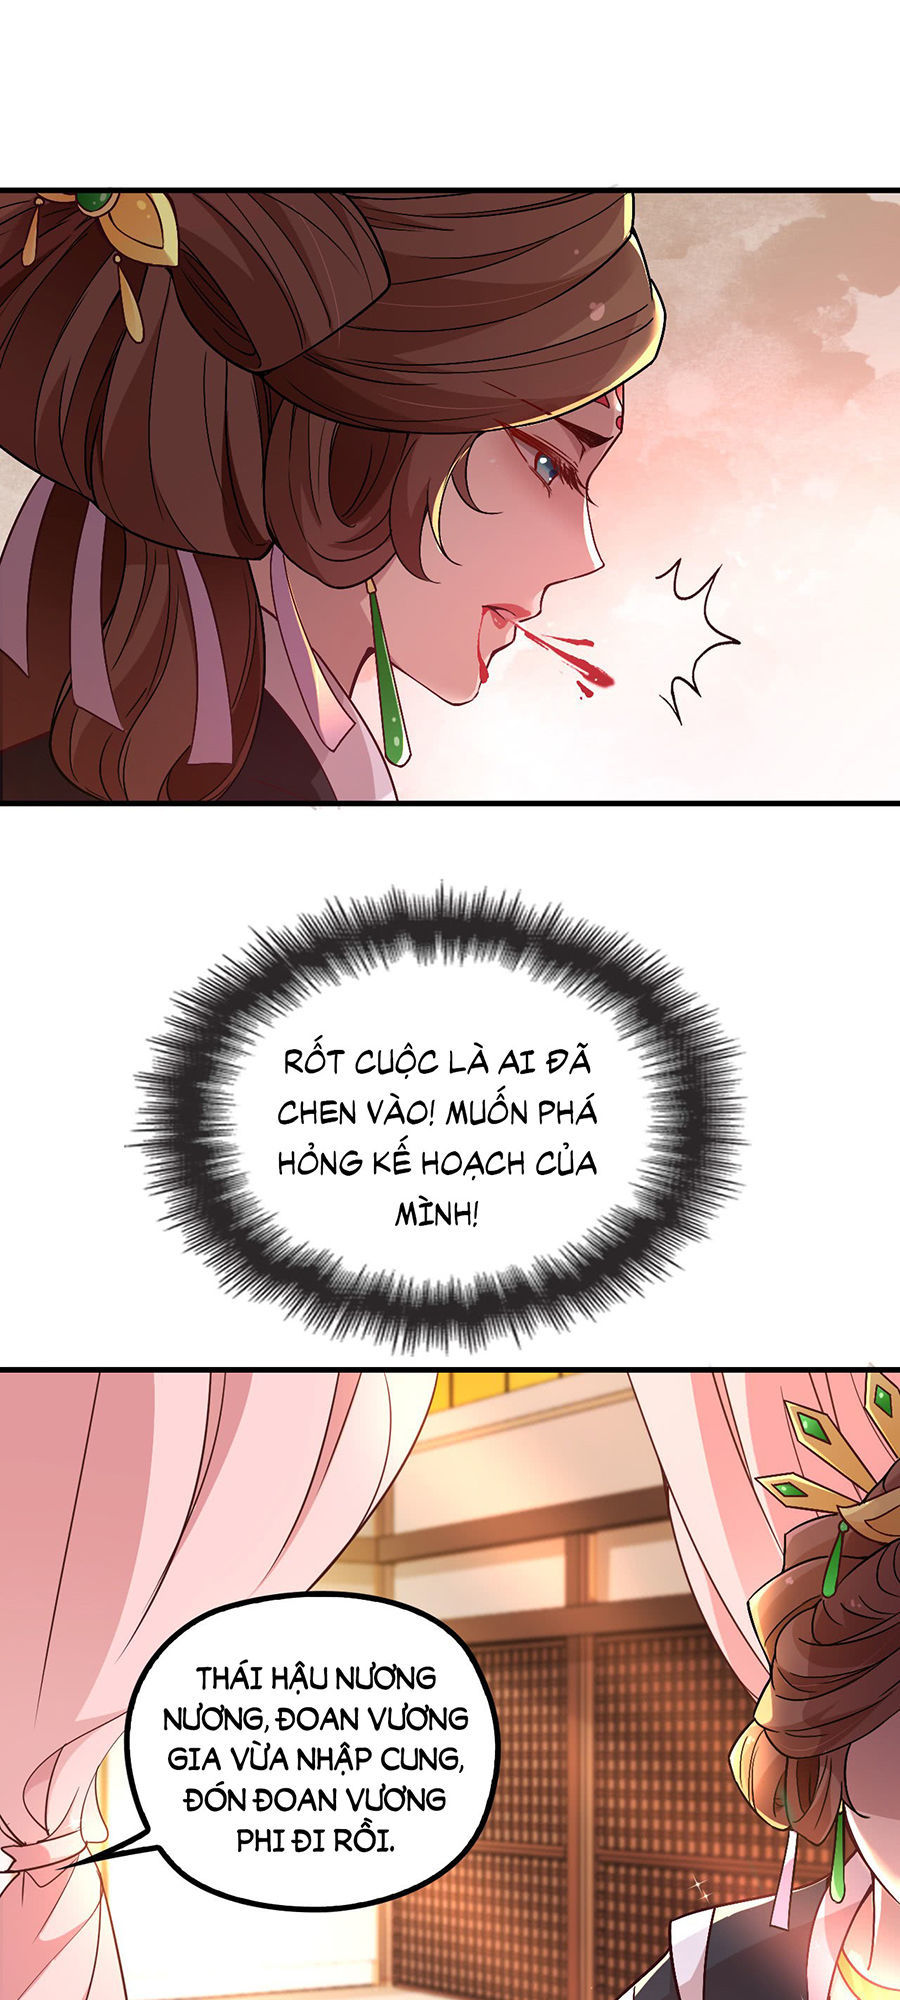 RỐT CUỘC LÀ AI ĐÃ
CHEN VÀO! MUỐN PHÁ
HỎNG KẾ HOẠCH CỦA
MÌNH!
THÁI HẬU NƯƠNG
NƯƠNG, ĐOAN VƯƠNG
GIA VỪA NHẬP CUNG,
ĐÓN ĐOAN VƯƠNG
PHI ĐI RỒI.